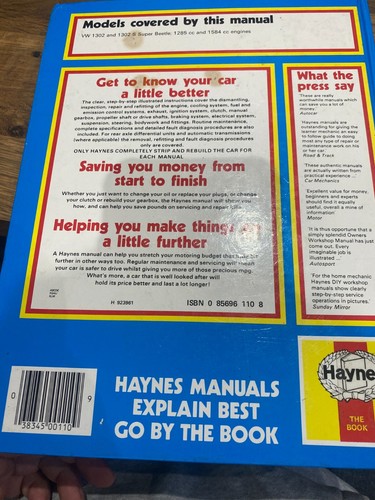 Models covered by this manual
VW 1302 and 1302 S Super Beetle; 1285 cc and 1584 cc engines
Get to know your car
a little better
The clear, step-by-step illustrated instructions cover the dismantling,
inspection, repair and refitting of the engine, cooling system, fuel and
emission control systems, exhaust, ignition system, clutch, manual
gearbox, propeller shaft or drive shafts, braking system, electrical system,
suspension, steering, bodywork and fittings. Routine maintenance,
complete specifications and detailed fault diagnosis procedures are also
included. For rear axle differential units and automatic transmissions
(where applicable) the removal, refitting and fault diagnosis procedures
only are covered.
ONLY HAYNES COMPLETELY STRIP AND REBUILD THE CAR FOR
EACH MANUAL
Saving you money from
start to finish
Whether you just want to change your oil or replace your plugs, or change
your clutch or rebuild your gearbox, the Haynes manual will show you
how, and can help you save pounds on servicing and repair
Helping you make things go
a little further
A Haynes manual can help you stretch your motoring budget that
further in other ways too. Regular maintenance and servicing will mean
your car is safer to drive whilst giving you more of those precious mpg.
What's more, a car that is well looked after will
hold its price better and last a lot longer!
H 823981
ISBN 0 85696 110 8
What the
press say
'These are really
worthwhile manuals which
can save you a lot of
money.'
Autocar
'Haynes manuals are
outstanding for giving the
learner mechanic an easy
to follow guide to doing
most any type of repair or
maintenance work on his
or her car.'
Road & Track
'These authentic manuals
are actually written from
practical experience ...'
Car Mechanics
'Excellent value for money,
beginners and experts
should find it equally
useful, overall a mine of
information'
Motor
'It is thus opportune that a
simply splendid Owners
Workshop Manual has just
come out. Every
imaginable job is
illustrated ...'
Autosport
'For the home mechanic
Haynes DIY workshop
manuals show clearly
step-by-step service
operations in pictures.'
Sunday Mirror
0 38345 00110 9
HAYNES MANUALS
EXPLAIN BEST
GO BY THE BOOK
Hayne
THE
BOOK